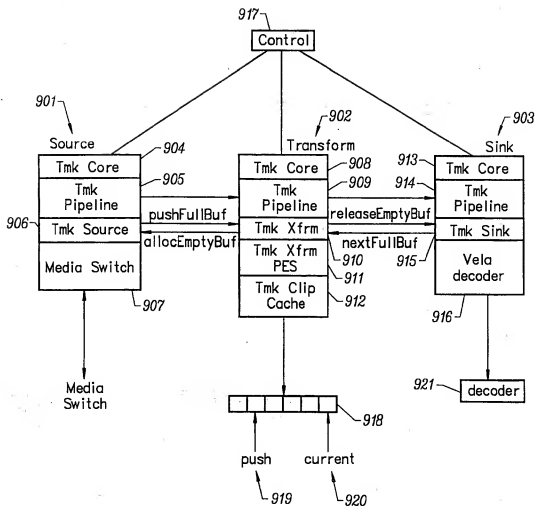 917
Control
901
902
903
Source
904
Transform
908
913
Sink
Tmk Core
Tmk Core
Tmk Core
905
909
914
Tmk
Pipeline
Tmk
Pipeline
Tmk
Pipeline
906
pushFullBuf
releaseEmptyBuf
Tmk Source
Tmk Xfrm
Tmk Sink
allocEmptyBuf
nextFullBuf
910
915
Media Switch
Tmk Xfrm
PES
911
Vela
decoder
907
Tmk Clip
Cache
912
916
Media
Switch
921
decoder
918
push
current
919
920